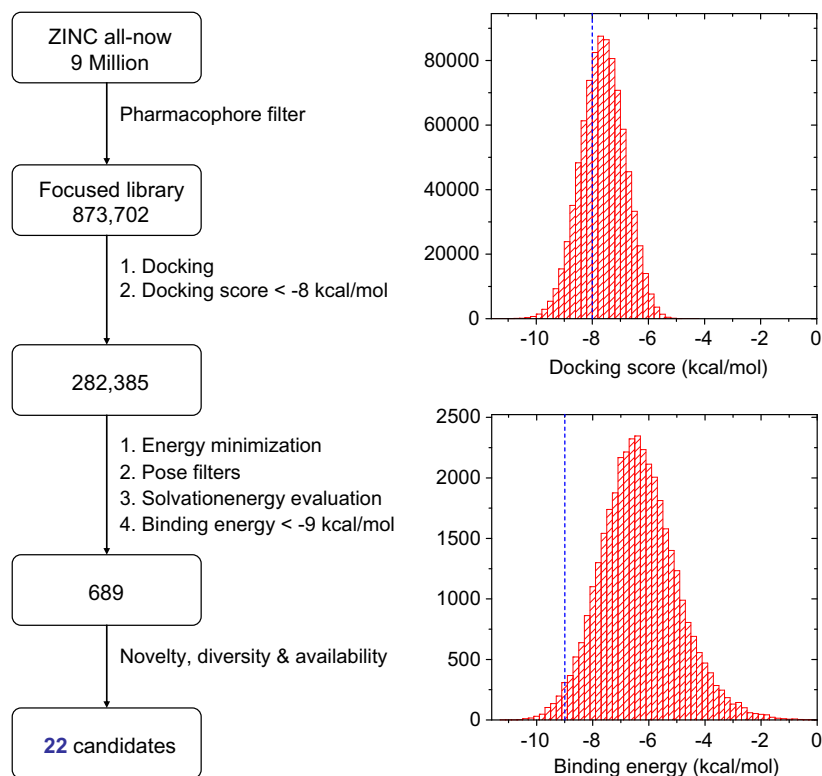 ZINC all-now
9 Million
Pharmacophore filter
Focused library
873,702
1. Docking
2. Docking score < -8 kcal/mol
282,385
1. Energy minimization
2. Pose filters
3. Solvationenergy evaluation
4. Binding energy < -9 kcal/mol
689
Novelty, diversity & availability
22 candidates
80000
60000
40000
20000
0
-10 -8 -6 -4 -2 0
Docking score (kcal/mol)
2500
2000
1500
1000
500
0
-10 -8 -6 -4 -2 0
Binding energy (kcal/mol)